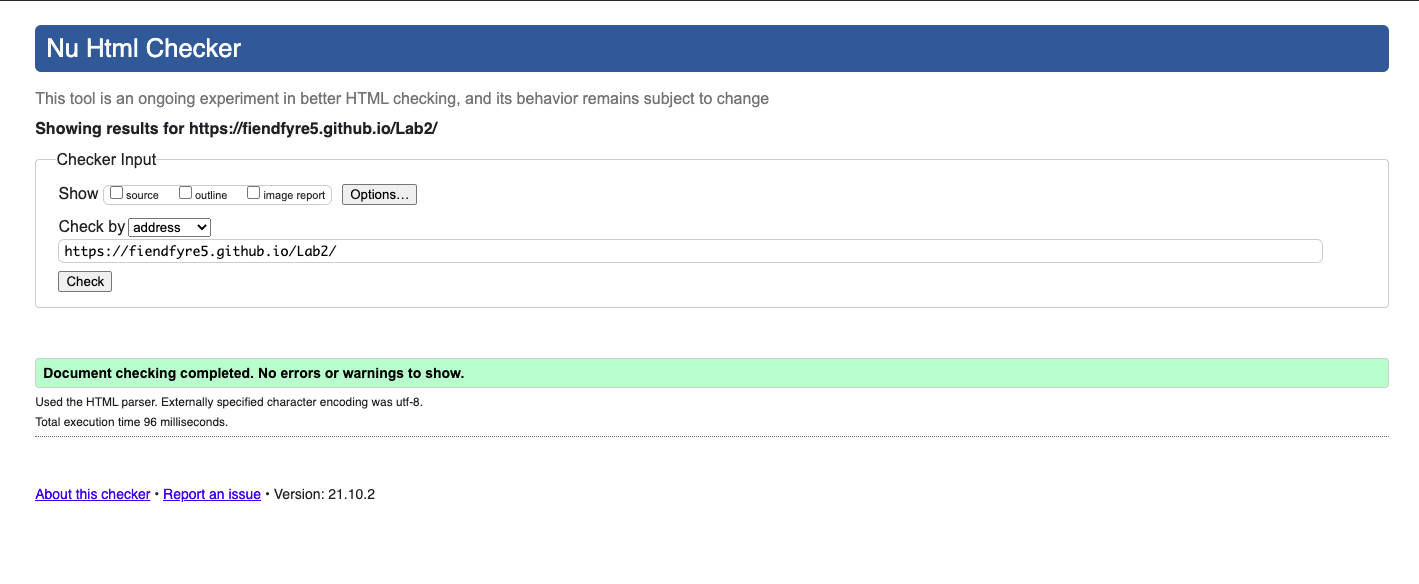 Nu Html Checker
This tool is an ongoing experiment in better HTML checking, and its behavior remains subject to change
Showing results for https://fiendfyre5.github.io/Lab2/
Checker Input
Show source outline image report Options...
Check by address
https://fiendfyre5.github.io/Lab2/
Check
Document checking completed. No errors or warnings to show.
Used the HTML parser. Externally specified character encoding was utf-8.
Total execution time 96 milliseconds.
About this checker • Report an issue • Version: 21.10.2